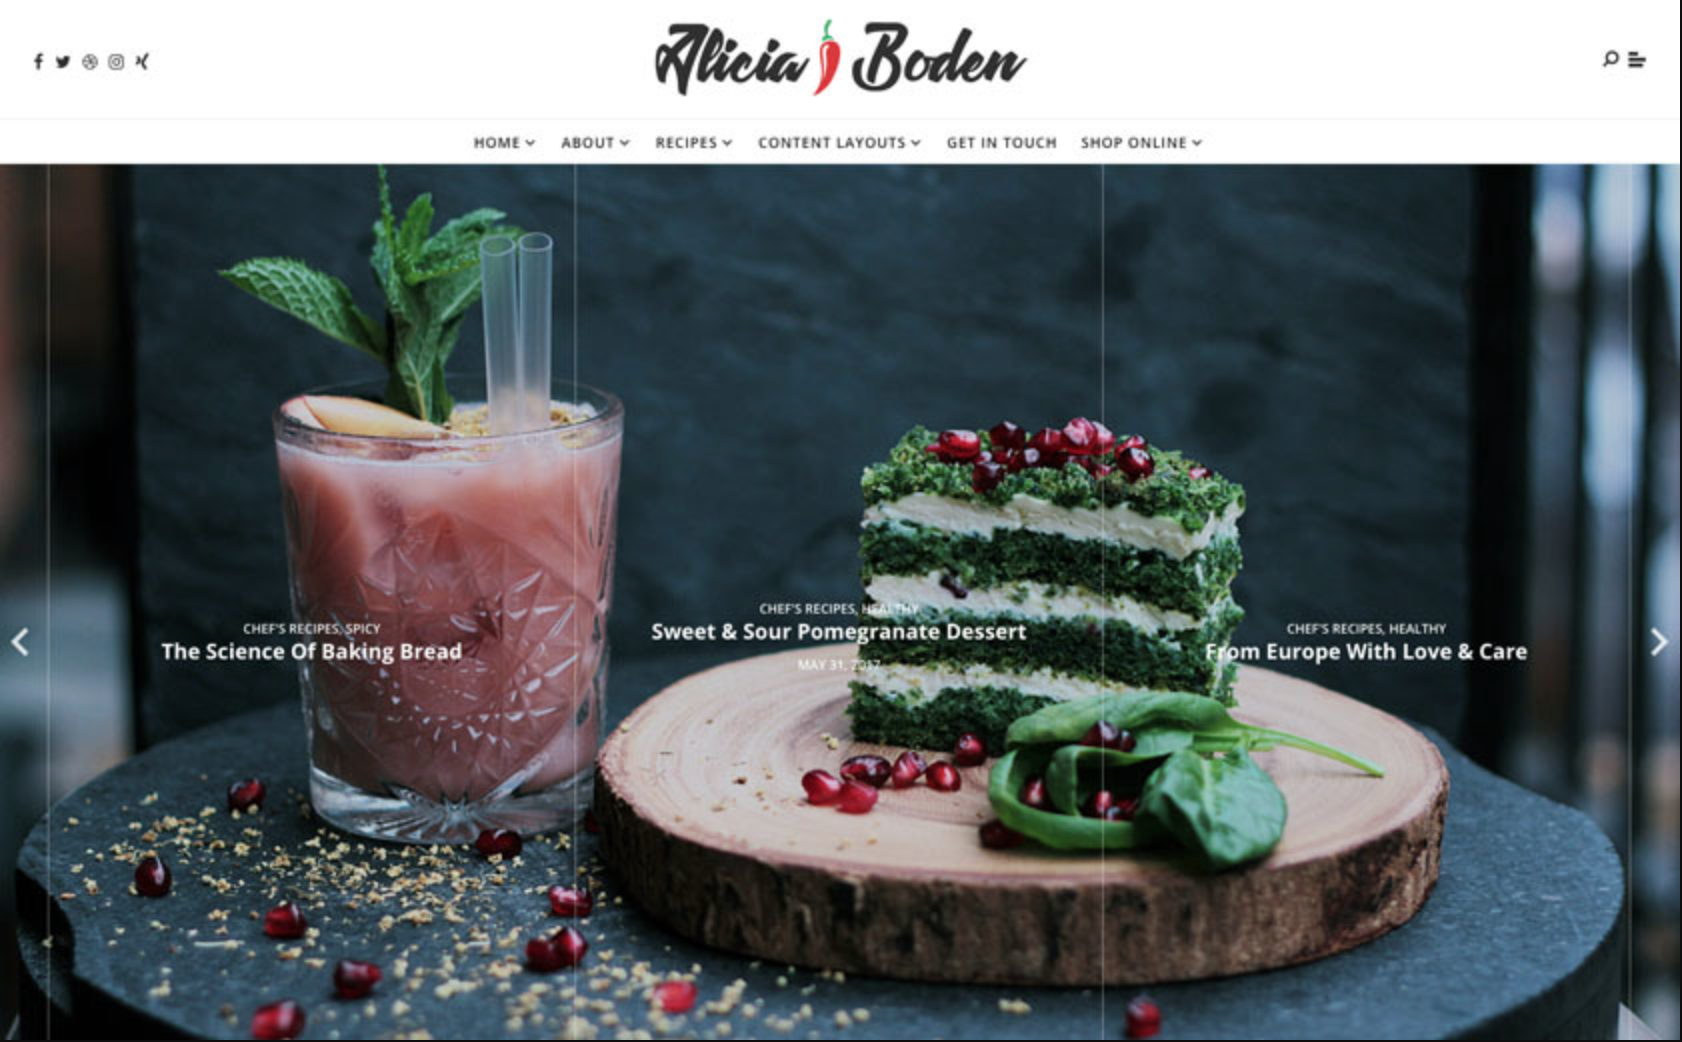 Alicia Boden
HOME ABOUT RECIPES CONTENT LAYOUTS GET IN TOUCH SHOP ONLINE
CHEF'S RECIPES, SPICY
The Science Of Baking Bread
CHEF'S RECIPES, HEALTHY
Sweet & Sour Pomegranate Dessert
MAY 31, 2017
CHEF'S RECIPES, HEALTHY
From Europe With Love & Care